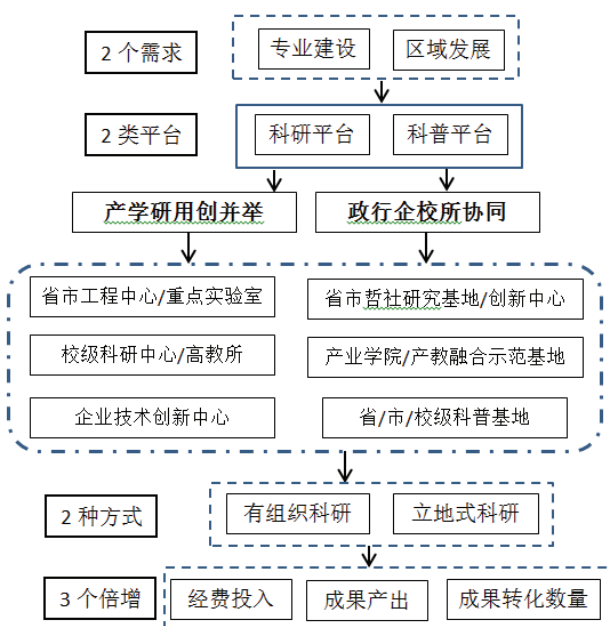 2 个需求
专业建设
区域发展
2 类平台
科研平台
科普平台
产学研用创并举
政行企校所协同
省市工程中心/重点实验室
省市哲社研究基地/创新中心
校级科研中心/高教所
产业学院/产教融合示范基地
企业技术创新中心
省/市/校级科普基地
2 种方式
有组织科研
立地式科研
3 个倍增
经费投入
成果产出
成果转化数量